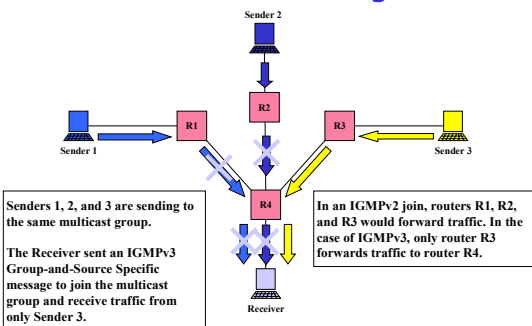 Sender 2
R2
R1
R3
Sender 1
Sender 3
R4
Senders 1, 2, and 3 are sending to
the same multicast group.
The Receiver sent an IGMPv3
Group-and-Source Specific
message to join the multicast
group and receive traffic from
only Sender 3.
In an IGMPv2 join, routers R1, R2,
and R3 would forward traffic. In the
case of IGMPv3, only router R3
forwards traffic to router R4.
Receiver